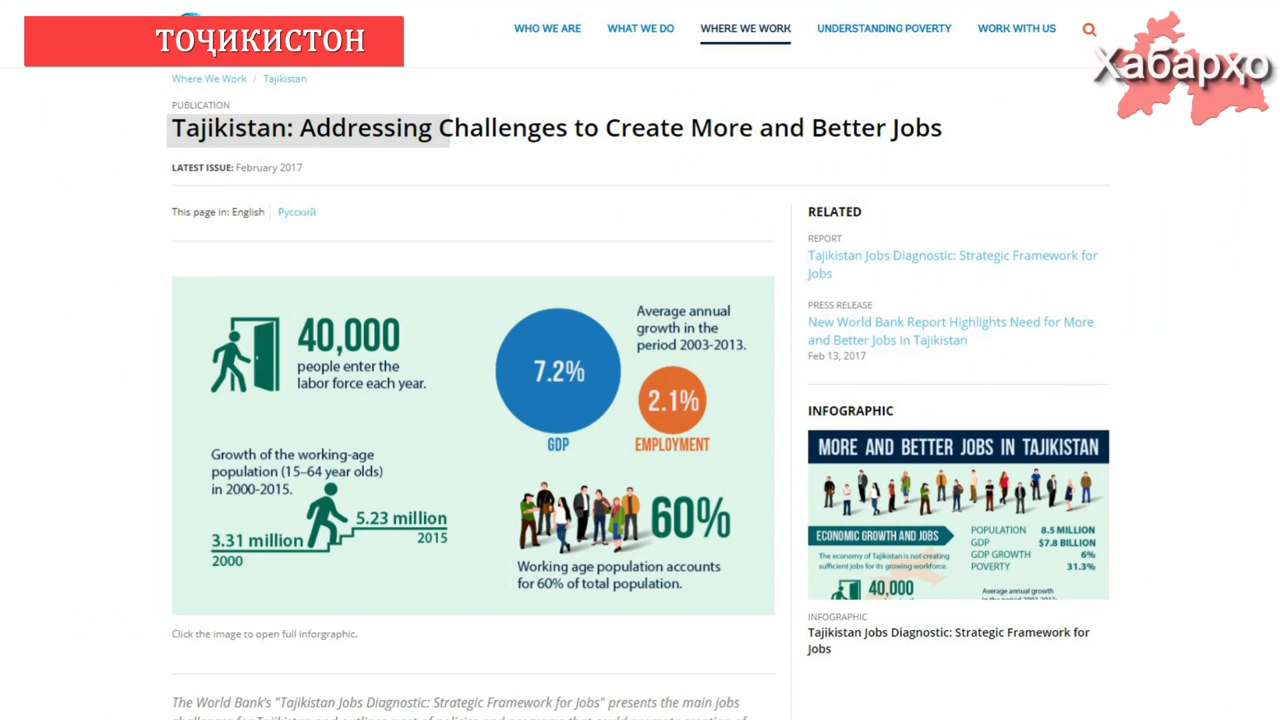 ТОҶИКИСТОН
WHO WE ARE WHAT WE DO WHERE WE WORK UNDERSTANDING POVERTY WORK WITH US
Хабарҳо
Where We Work / Tajikistan
PUBLICATION
Tajikistan: Addressing Challenges to Create More and Better Jobs
LATEST ISSUE: February 2017
This page in: English Русский
40,000
people enter the
labor force each year.
7.2%
GDP
Average annual
growth in the
period 2003-2013.
2.1%
EMPLOYMENT
Growth of the working-age
population (15–64 year olds)
in 2000-2015.
3.31 million
2000
5.23 million
2015
60%
Working age population accounts
for 60% of total population.
Click the image to open full inforgraphic.
The World Bank's "Tajikistan Jobs Diagnostic: Strategic Framework for Jobs" presents the main jobs
RELATED
REPORT
Tajikistan Jobs Diagnostic: Strategic Framework for
Jobs
PRESS RELEASE
New World Bank Report Highlights Need for More
and Better Jobs in Tajikistan
Feb 13, 2017
INFOGRAPHIC
MORE AND BETTER JOBS IN TAJIKISTAN
ECONOMIC GROWTH AND JOBS
The economy of Tajikistan is not creating
sufficient jobs for its growing workforce.
POPULATION 8.5 MILLION
GDP $7.8 BILLION
GDP GROWTH 6%
POVERTY 31.3%
40,000
Average annual growth
INFOGRAPHIC
Tajikistan Jobs Diagnostic: Strategic Framework for
Jobs